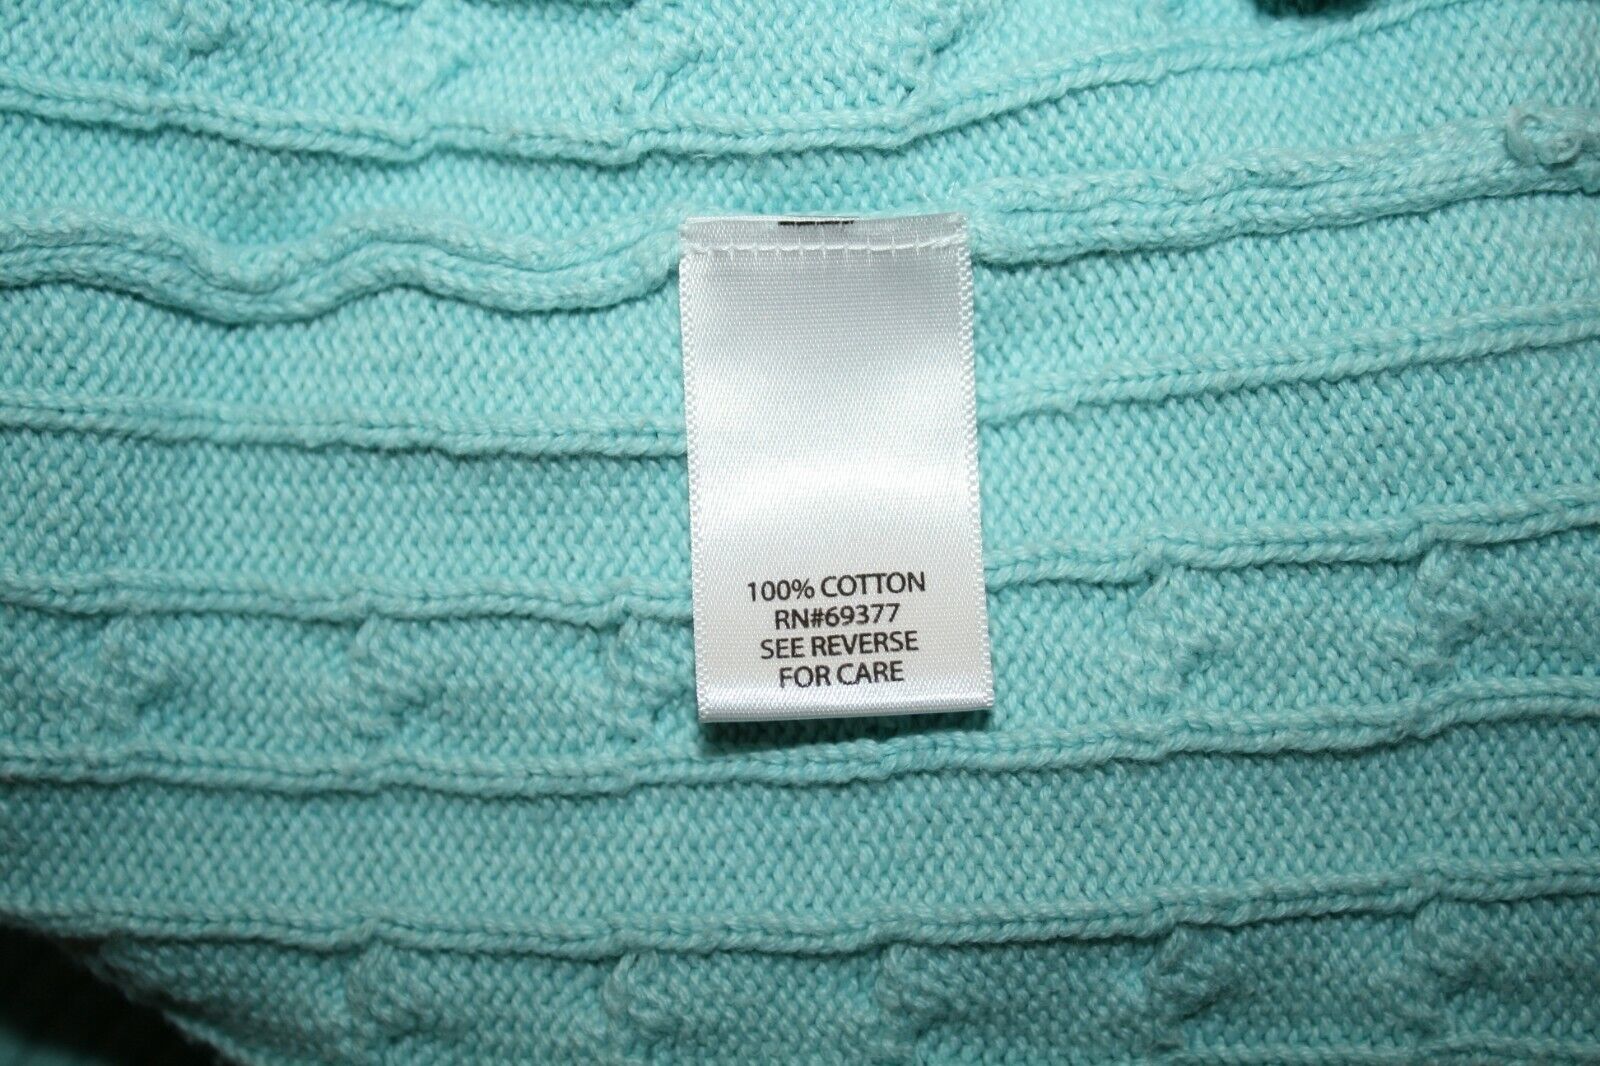 100% COTTON
RN#69377
SEE REVERSE
FOR CARE